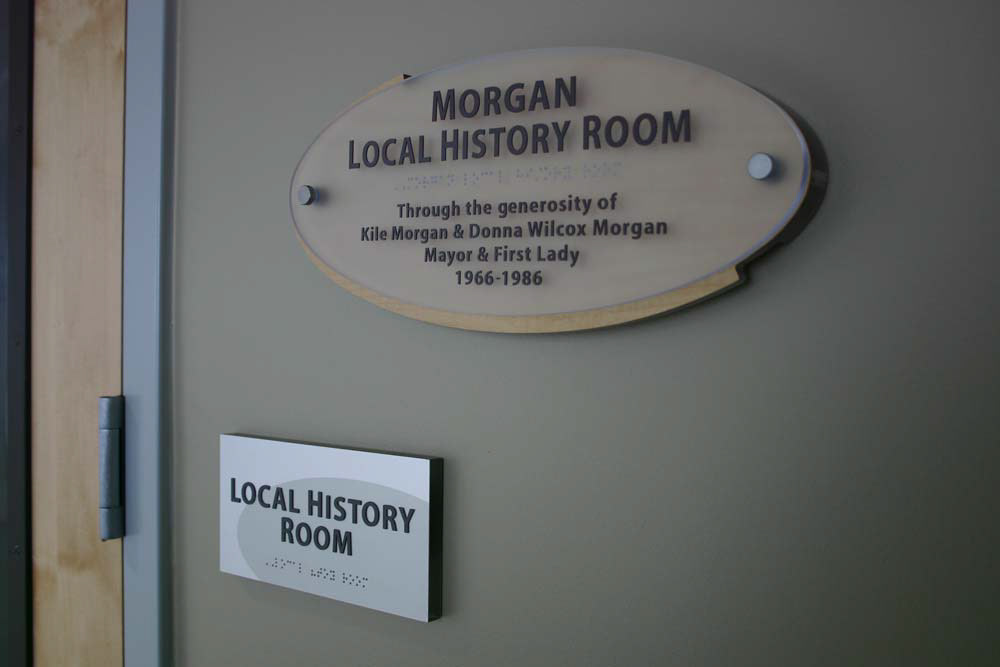 MORGAN
LOCAL HISTORY ROOM
Through the generosity of
Kile Morgan & Donna Wilcox Morgan
Mayor & First Lady
1966-1986
LOCAL HISTORY
ROOM